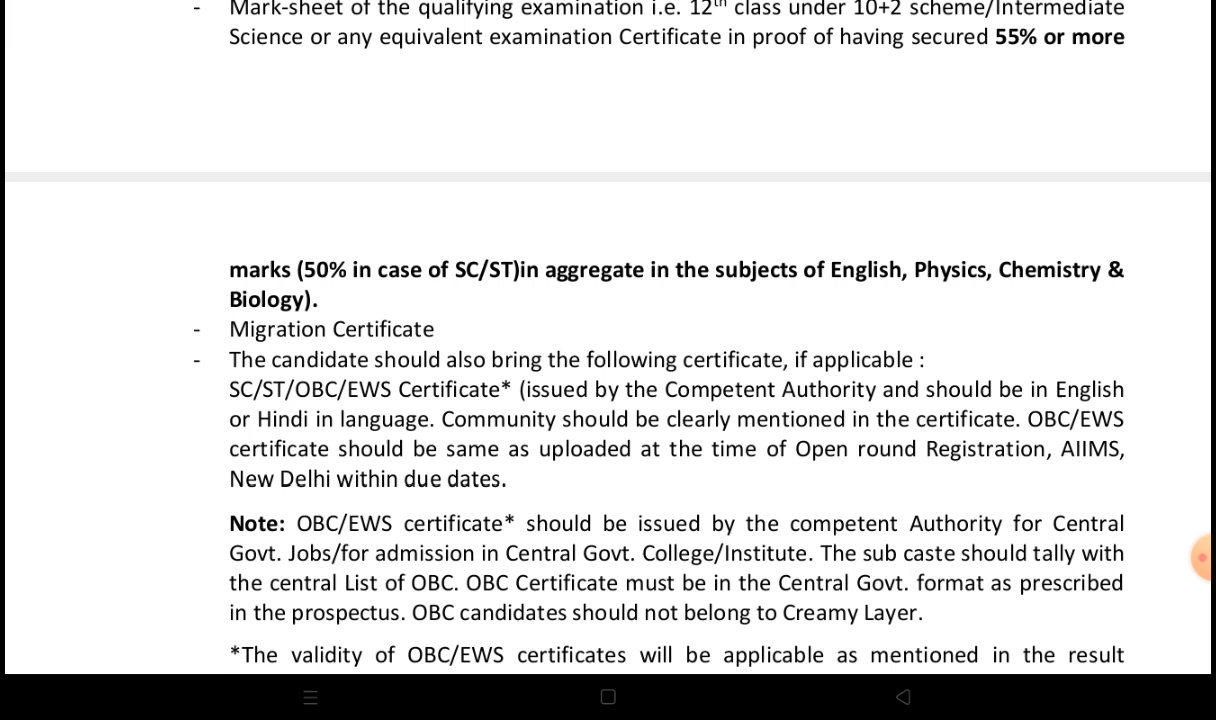 - Mark-sheet of the qualifying examination i.e. 12th class under 10+2 scheme/Intermediate
Science or any equivalent examination Certificate in proof of having secured 55% or more
marks (50% in case of SC/ST)in aggregate in the subjects of English, Physics, Chemistry &
Biology).
- Migration Certificate
- The candidate should also bring the following certificate, if applicable :
SC/ST/OBC/EWS Certificate* (issued by the Competent Authority and should be in English
or Hindi in language. Community should be clearly mentioned in the certificate. OBC/EWS
certificate should be same as uploaded at the time of Open round Registration, AIIMS,
New Delhi within due dates.
Note: OBC/EWS certificate* should be issued by the competent Authority for Central
Govt. Jobs/for admission in Central Govt. College/Institute. The sub caste should tally with
the central List of OBC. OBC Certificate must be in the Central Govt. format as prescribed
in the prospectus. OBC candidates should not belong to Creamy Layer.
*The validity of OBC/EWS certificates will be applicable as mentioned in the result